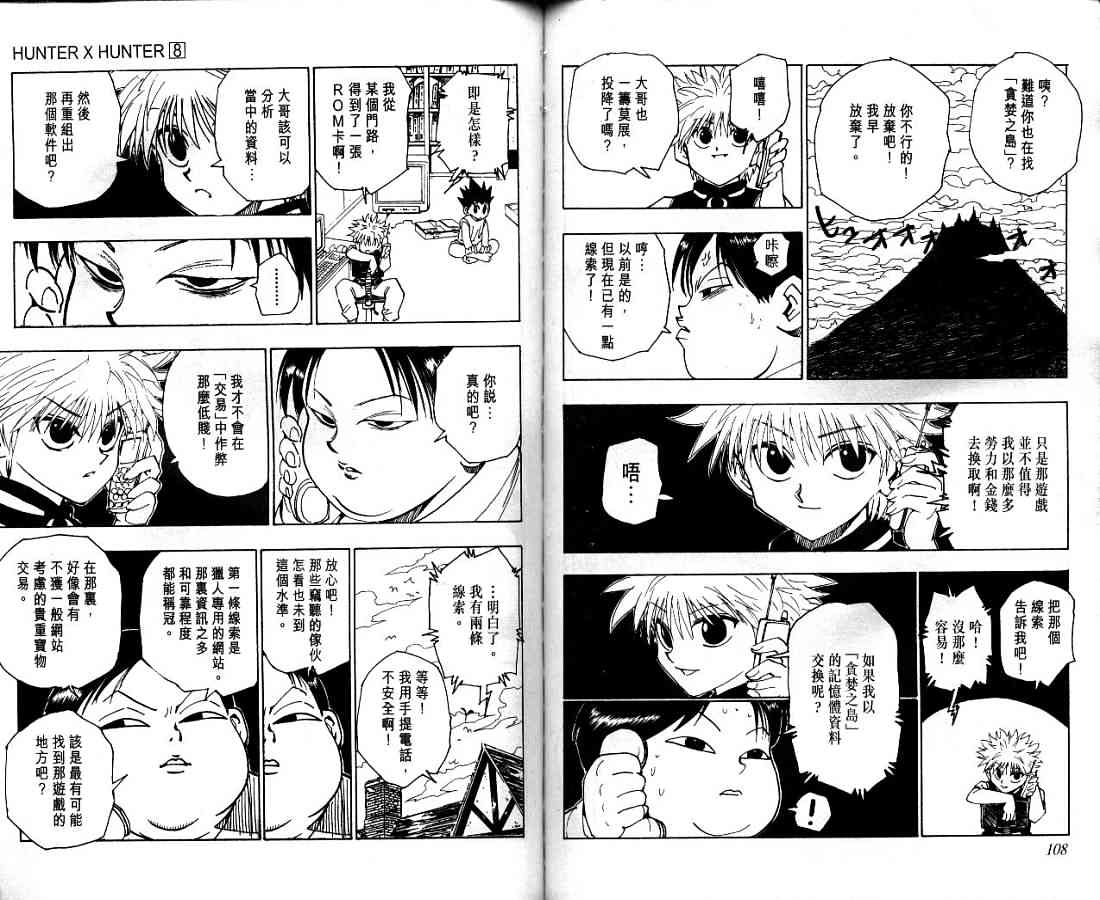 咦?
難道你也在找
「貪婪之島」?
你不行的!
放棄吧!
我早
放棄了。
嘻嘻!
大哥也
一籌莫展,
投降了嗎?
咔嚓
哼…
以前是的,
但現在已有一點
線索了!
只是那遊戲
並不值得
我以那麼多
勞力和金錢
去換取啊!
唔…
把那個
線索
告訴我吧!
哈!
沒那麼
容易!
如果我以
「貪婪之島」
的記憶體資料
交換呢?
!
108
HUNTER X HUNTER 8
即是怎樣?
我從
某個門路,
得到了一張
ROM卡啊!
大哥該可以
分析
當中的資料…
然後
再重組出
那個軟件吧?
………
你說…
真的吧?
我才不會在
「交易」中作弊
那麼低賤!
…明白了。
我有兩條
線索。
等等!
我用手提電話,
不安全啊!
放心吧!
那些竊聽的傢伙
怎看也未到
這個水準。
第一條線索是
獵人專用的網站。
那裏資訊之多
和可靠程度
都能稱冠。
在那裏,
好像會有
不獲一般網站
考慮的貴重寶物
交易。
該是最有可能
找到那遊戲的
地方吧?